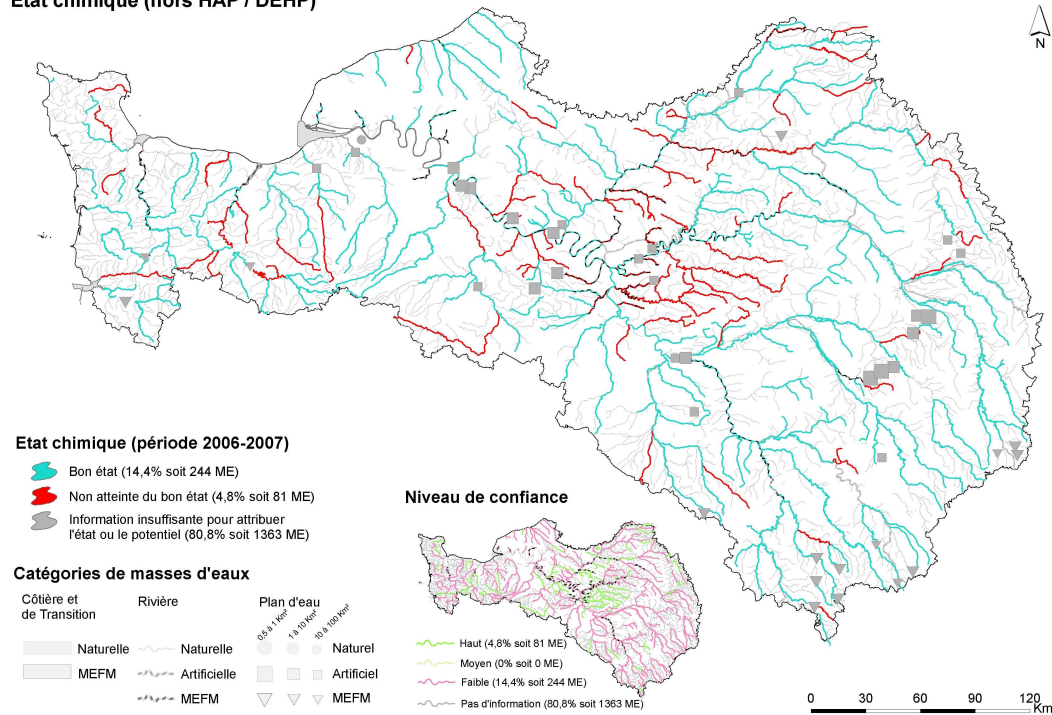 Etat chimique (hors HAP / DEHP)
N
Etat chimique (période 2006-2007)
Bon état (14,4% soit 244 ME)
Non atteinte du bon état (4,8% soit 81 ME)
Information insuffisante pour attribuer
l'état ou le potentiel (80,8% soit 1363 ME)
Catégories de masses d'eaux
Côtière et
de Transition
Rivière
Plan d'eau
0,5 à 1 Km²
1 à 10 Km²
10 à 100 Km²
Naturelle
Naturelle
Naturel
MEFM
Artificielle
Artificiel
MEFM
MEFM
Niveau de confiance
Haut (4,8% soit 81 ME)
Moyen (0% soit 0 ME)
Faible (14,4% soit 244 ME)
Pas d'information (80,8% soit 1363 ME)
0 30 60 90 120
Km